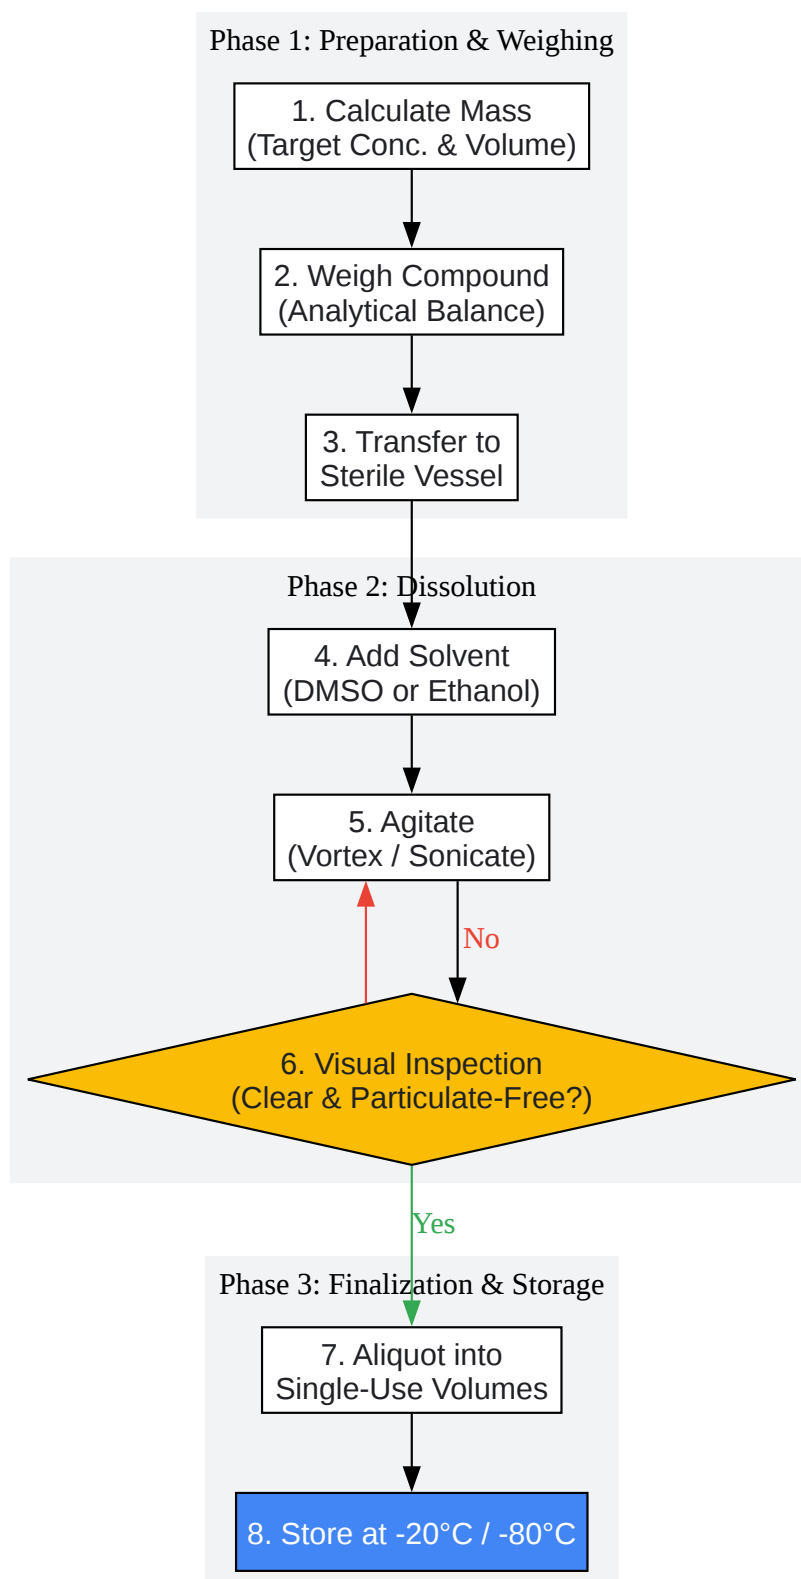 Phase 1: Preparation & Weighing
1. Calculate Mass
(Target Conc. & Volume)
2. Weigh Compound
(Analytical Balance)
3. Transfer to
Sterile Vessel
Phase 2: Dissolution
4. Add Solvent
(DMSO or Ethanol)
5. Agitate
(Vortex / Sonicate)
No
6. Visual Inspection
(Clear & Particulate-Free?)
Yes
Phase 3: Finalization & Storage
7. Aliquot into
Single-Use Volumes
8. Store at -20°C / -80°C